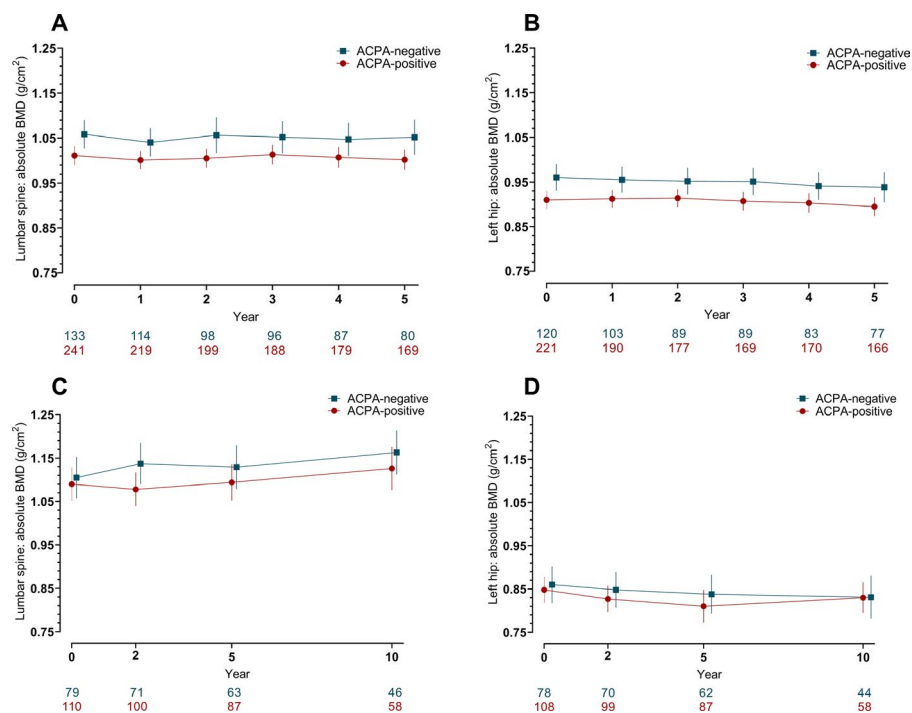 A
ACPA-negative
ACPA-positive
Lumbar spine: absolute BMD (g/cm²)
1.25
1.15
1.05
0.95
0.85
0.75
0 1 2 3 4 5
Year
133 114 98 96 87 80
241 219 199 188 179 169
B
ACPA-negative
ACPA-positive
Left hip: absolute BMD (g/cm²)
1.25
1.15
1.05
0.95
0.85
0.75
0 1 2 3 4 5
Year
120 103 89 89 83 77
221 190 177 169 170 166
C
ACPA-negative
ACPA-positive
Lumbar spine: absolute BMD (g/cm²)
1.25
1.15
1.05
0.95
0.85
0.75
0 2 5 10
Year
79 71 63 46
110 100 87 58
D
ACPA-negative
ACPA-positive
Left hip: absolute BMD (g/cm²)
1.25
1.15
1.05
0.95
0.85
0.75
0 2 5 10
Year
78 70 62 44
108 99 87 58